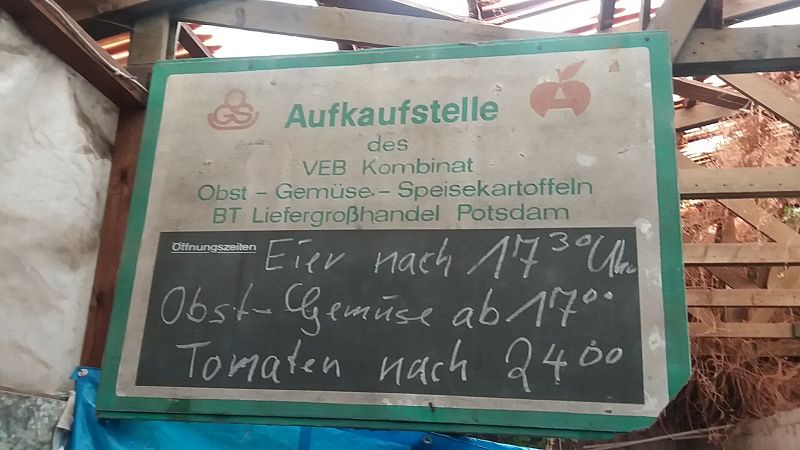 GS Aufkaufstelle A
des
VEB Kombinat
Obst - Gemüse - Speisekartoffeln
BT Liefergroßhandel Potsdam
Öffnungszeiten Eier nach 17³⁰ Uhr
Obst - Gemüse ab 17⁰⁰
Tomaten nach 24⁰⁰